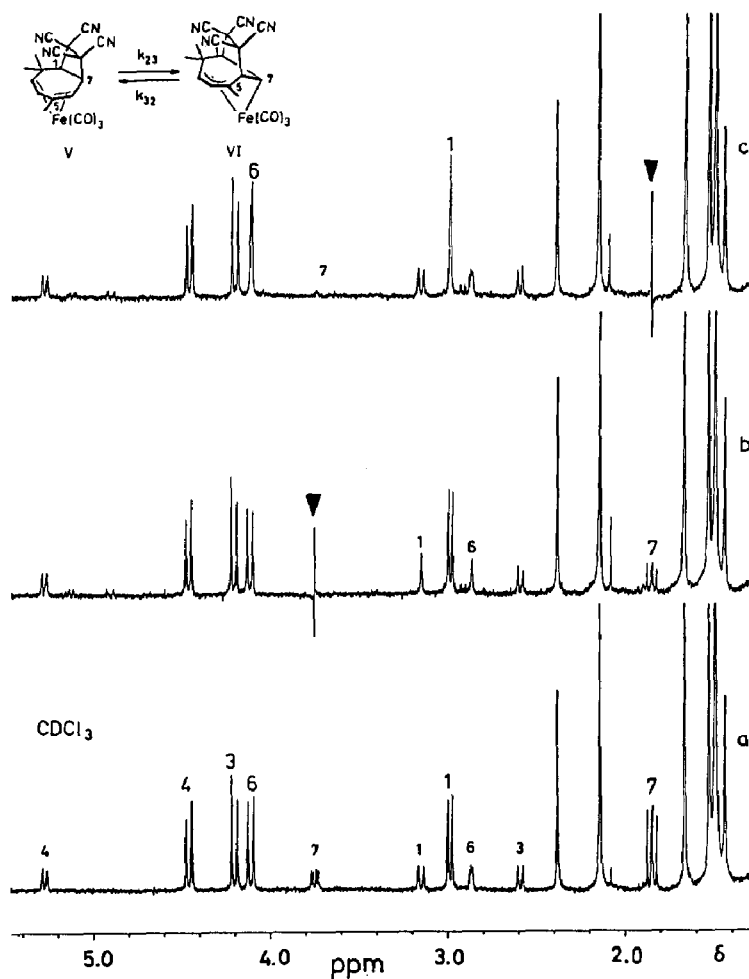 CN CN CN CN
NC NC CN CN
1 7 5
k₂₃
k₃₂
5 7
Fe(CO)₃ Fe(CO)₃
V VI
6 1 7 c
1 6 7 b
CDCl₃
a
4 4 3 6 7 1 1 6 3 7
5.0 4.0 3.0 2.0 δ
ppm